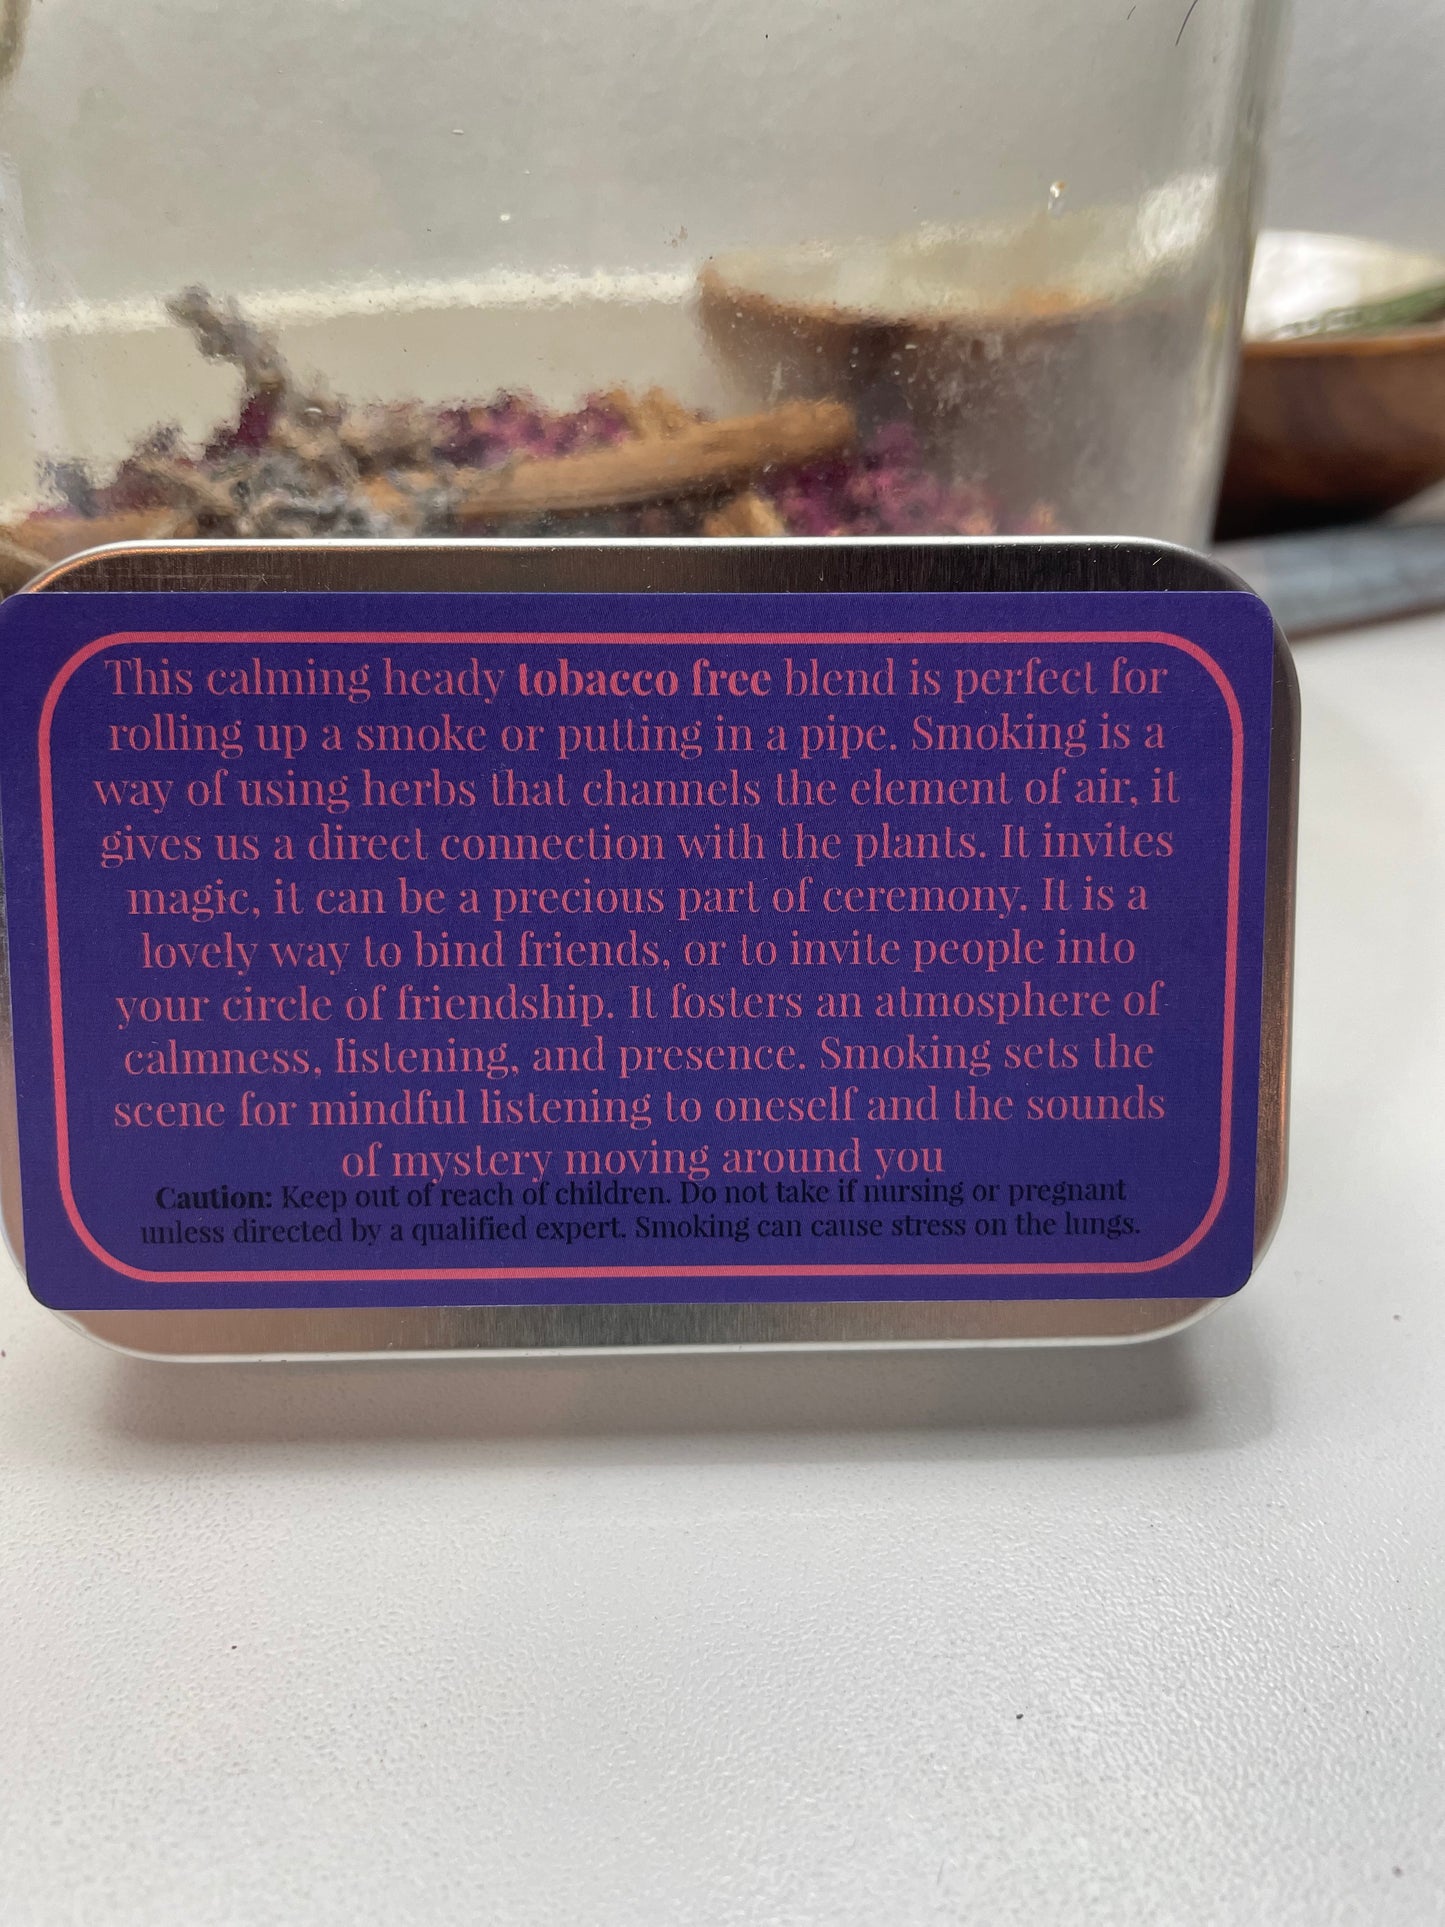 This calming heady tobacco free blend is perfect for
rolling up a smoke or putting in a pipe. Smoking is a
way of using herbs that channels the element of air, it
gives us a direct connection with the plants. It invites
magic, it can be a precious part of ceremony. It is a
lovely way to bind friends, or to invite people into
your circle of friendship. It fosters an atmosphere of
calmness, listening, and presence. Smoking sets the
scene for mindful listening to oneself and the sounds
of mystery moving around you
Caution: Keep out of reach of children. Do not take if nursing or pregnant
unless directed by a qualified expert. Smoking can cause stress on the lungs.